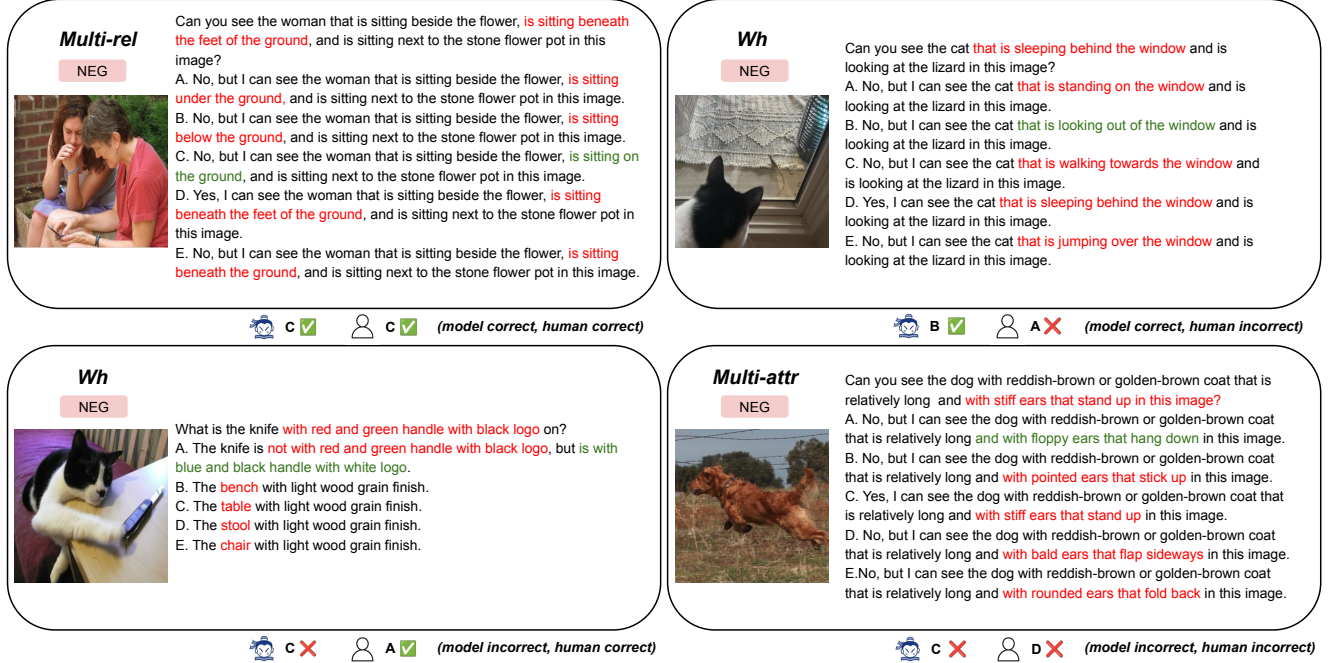 Multi-rel
NEG
Can you see the woman that is sitting beside the flower, is sitting beneath
the feet of the ground, and is sitting next to the stone flower pot in this
image?
A. No, but I can see the woman that is sitting beside the flower, is sitting
under the ground, and is sitting next to the stone flower pot in this image.
B. No, but I can see the woman that is sitting beside the flower, is sitting
below the ground, and is sitting next to the stone flower pot in this image.
C. No, but I can see the woman that is sitting beside the flower, is sitting on
the ground, and is sitting next to the stone flower pot in this image.
D. Yes, I can see the woman that is sitting beside the flower, is sitting
beneath the feet of the ground, and is sitting next to the stone flower pot in
this image.
E. No, but I can see the woman that is sitting beside the flower, is sitting
beneath the ground, and is sitting next to the stone flower pot in this image.
C C (model correct, human correct)
Wh
NEG
Can you see the cat that is sleeping behind the window and is
looking at the lizard in this image?
A. No, but I can see the cat that is standing on the window and is
looking at the lizard in this image.
B. No, but I can see the cat that is looking out of the window and is
looking at the lizard in this image.
C. No, but I can see the cat that is walking towards the window and
is looking at the lizard in this image.
D. Yes, I can see the cat that is sleeping behind the window and is
looking at the lizard in this image.
E. No, but I can see the cat that is jumping over the window and is
looking at the lizard in this image.
B A (model correct, human incorrect)
Wh
NEG
What is the knife with red and green handle with black logo on?
A. The knife is not with red and green handle with black logo, but is with
blue and black handle with white logo.
B. The bench with light wood grain finish.
C. The table with light wood grain finish.
D. The stool with light wood grain finish.
E. The chair with light wood grain finish.
C A (model incorrect, human correct)
Multi-attr
NEG
Can you see the dog with reddish-brown or golden-brown coat that is
relatively long and with stiff ears that stand up in this image?
A. No, but I can see the dog with reddish-brown or golden-brown coat
that is relatively long and with floppy ears that hang down in this image.
B. No, but I can see the dog with reddish-brown or golden-brown coat
that is relatively long and with pointed ears that stick up in this image.
C. Yes, I can see the dog with reddish-brown or golden-brown coat that
is relatively long and with stiff ears that stand up in this image.
D. No, but I can see the dog with reddish-brown or golden-brown coat
that is relatively long and with bald ears that flap sideways in this image.
E.No, but I can see the dog with reddish-brown or golden-brown coat
that is relatively long and with rounded ears that fold back in this image.
C D (model incorrect, human incorrect)